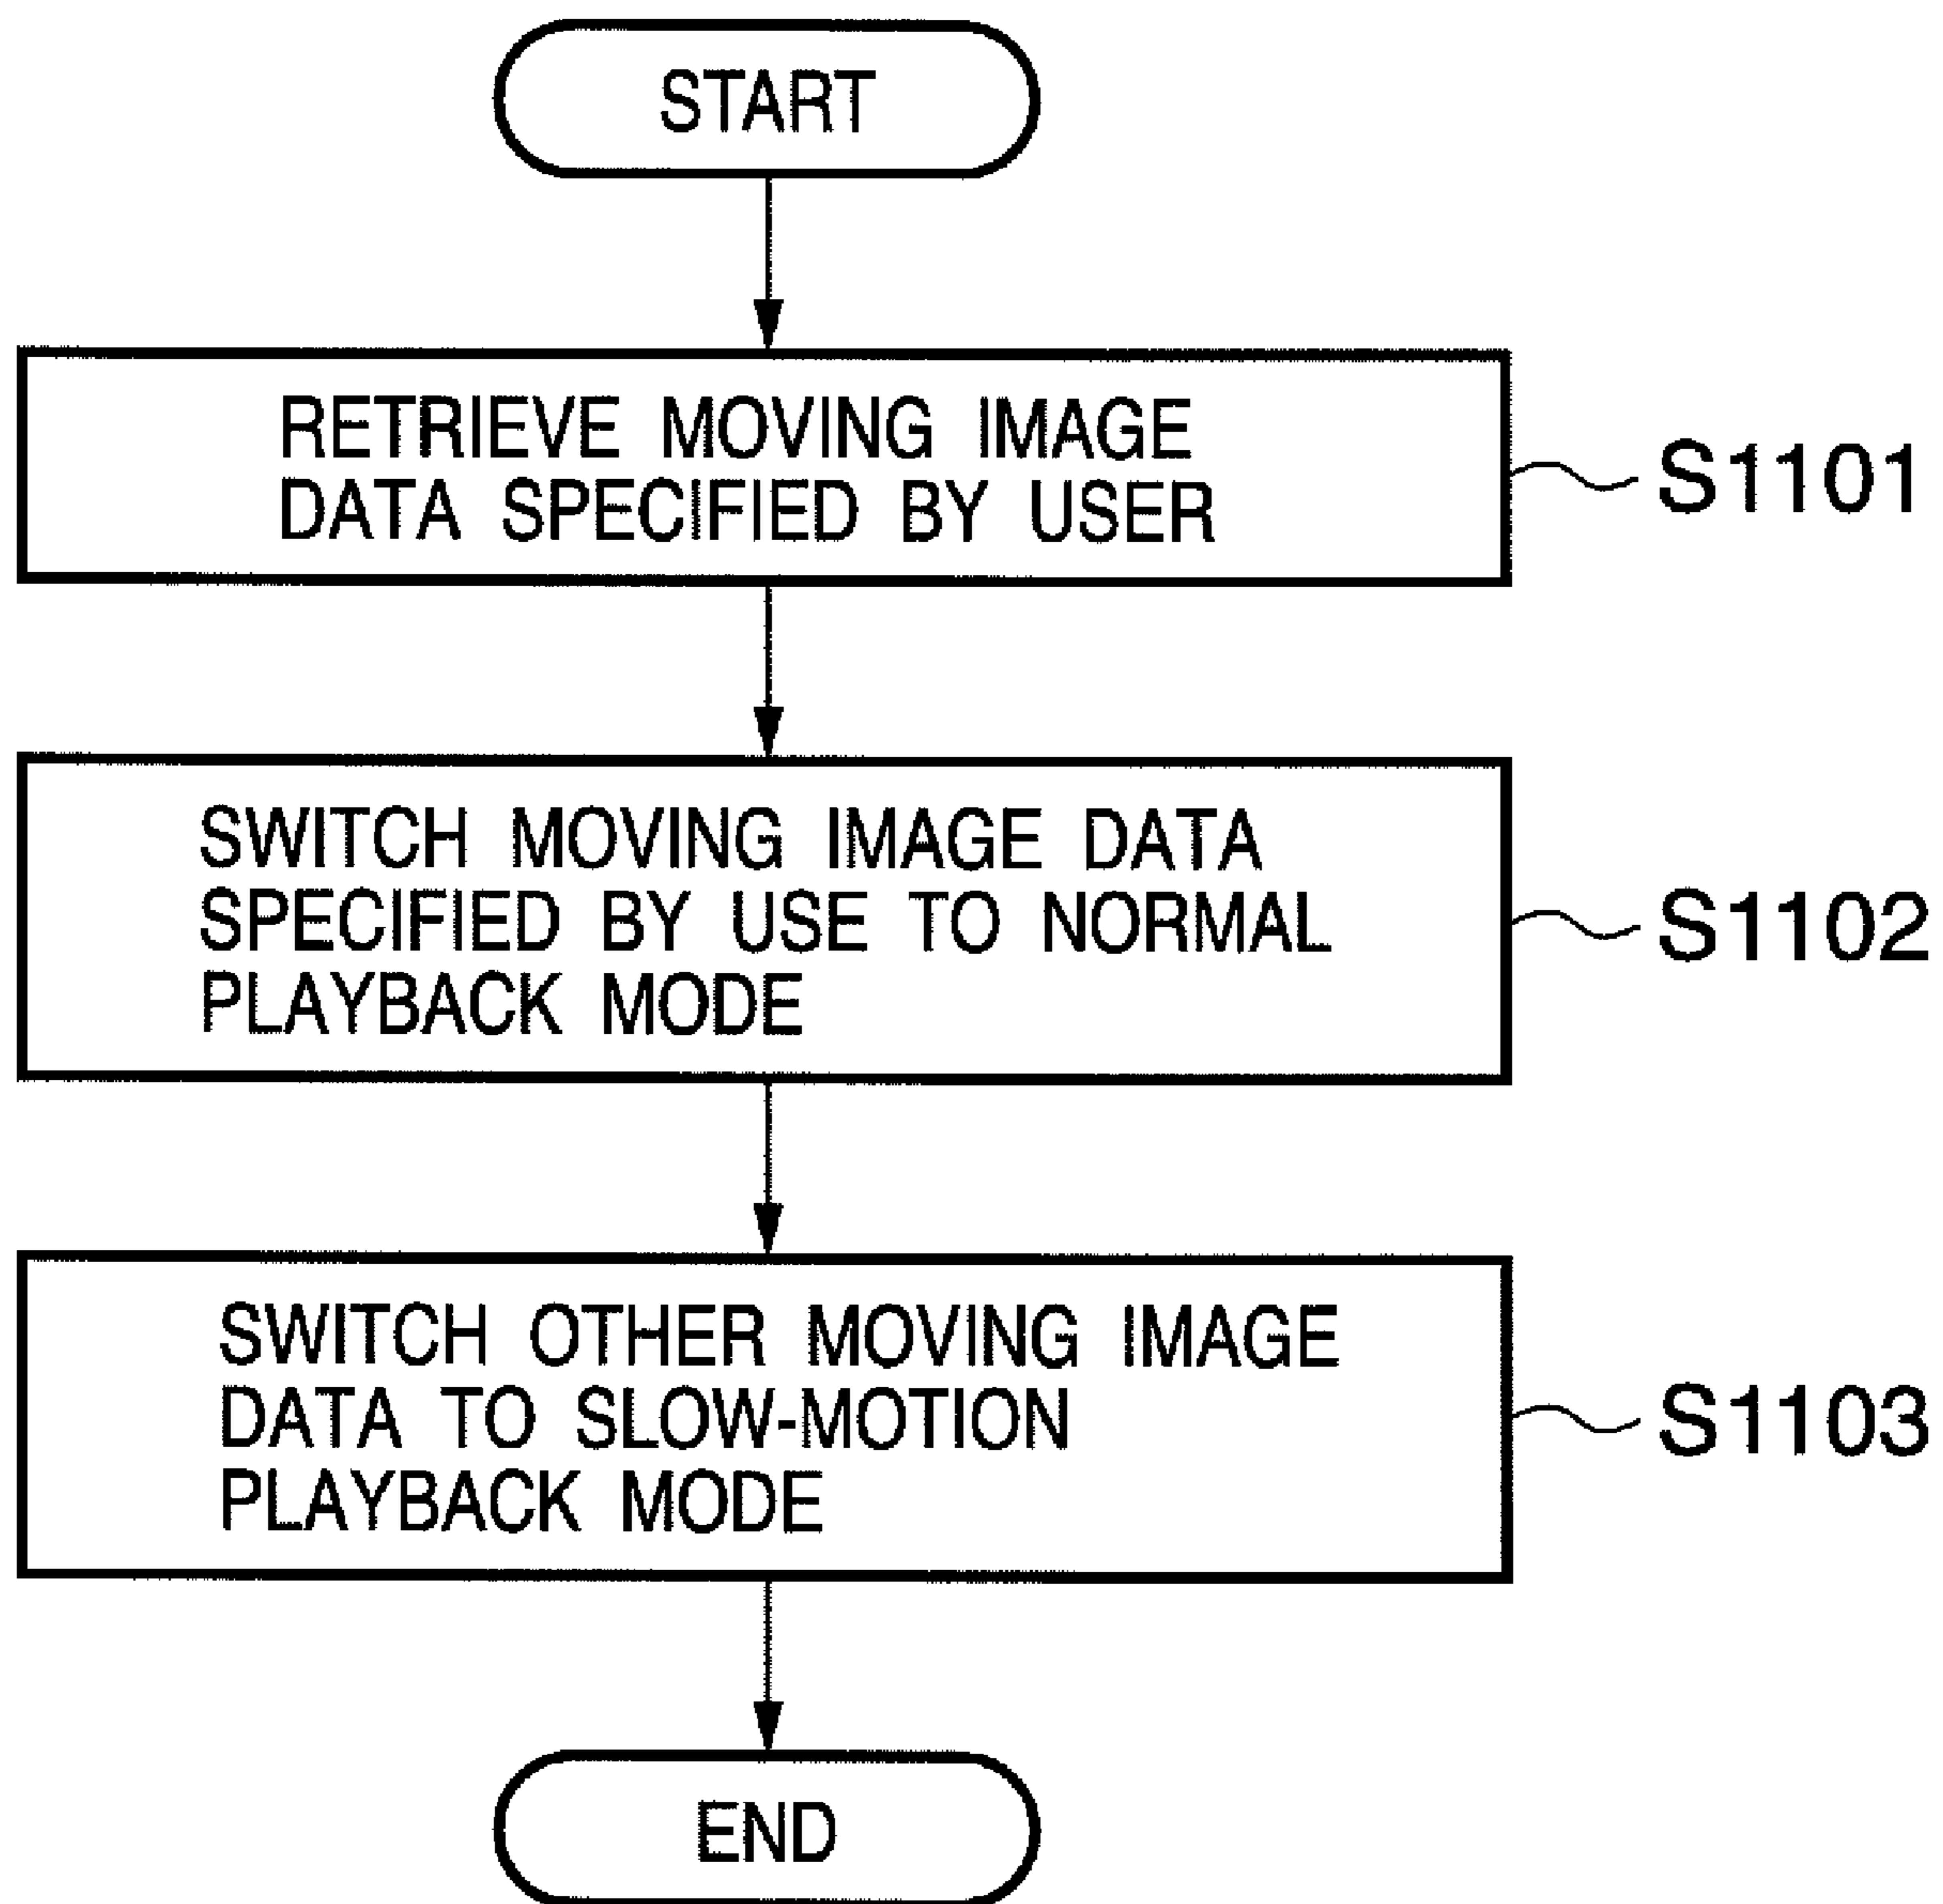 START
RETRIEVE MOVING IMAGE
DATA SPECIFIED BY USER
S1101
SWITCH MOVING IMAGE DATA
SPECIFIED BY USE TO NORMAL
PLAYBACK MODE
S1102
SWITCH OTHER MOVING IMAGE
DATA TO SLOW-MOTION
PLAYBACK MODE
S1103
END